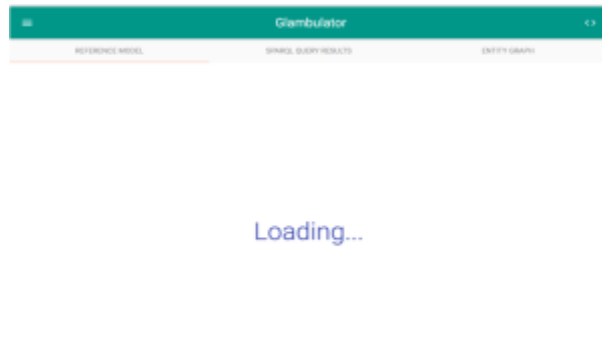 Glambulator
REFERENCE MODEL SPARQL QUERY RESULTS ENTITY GRAPH
Loading...